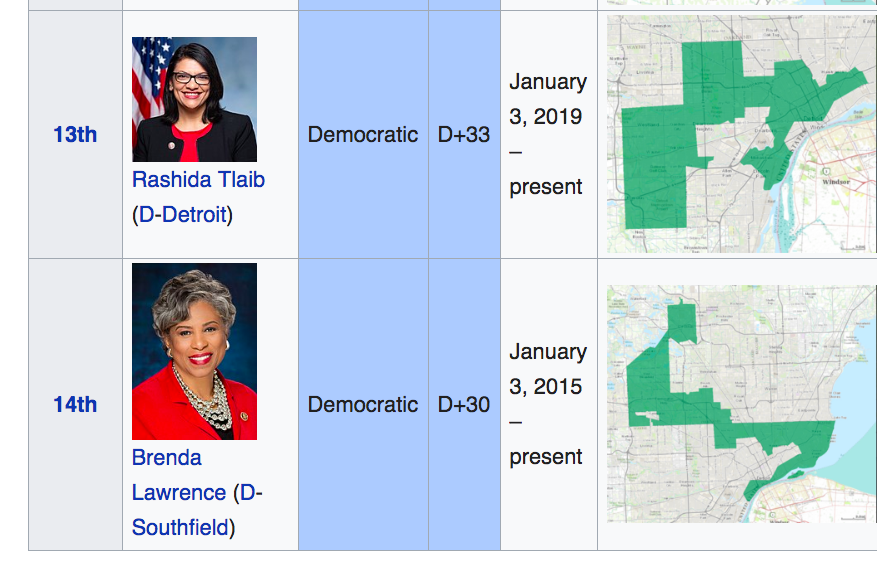 13th
Rashida Tlaib
(D-Detroit)
Democratic
D+33
January
3, 2019
–
present
Windsor
14th
Brenda
Lawrence (D-
Southfield)
Democratic
D+30
January
3, 2015
–
present
Windsor